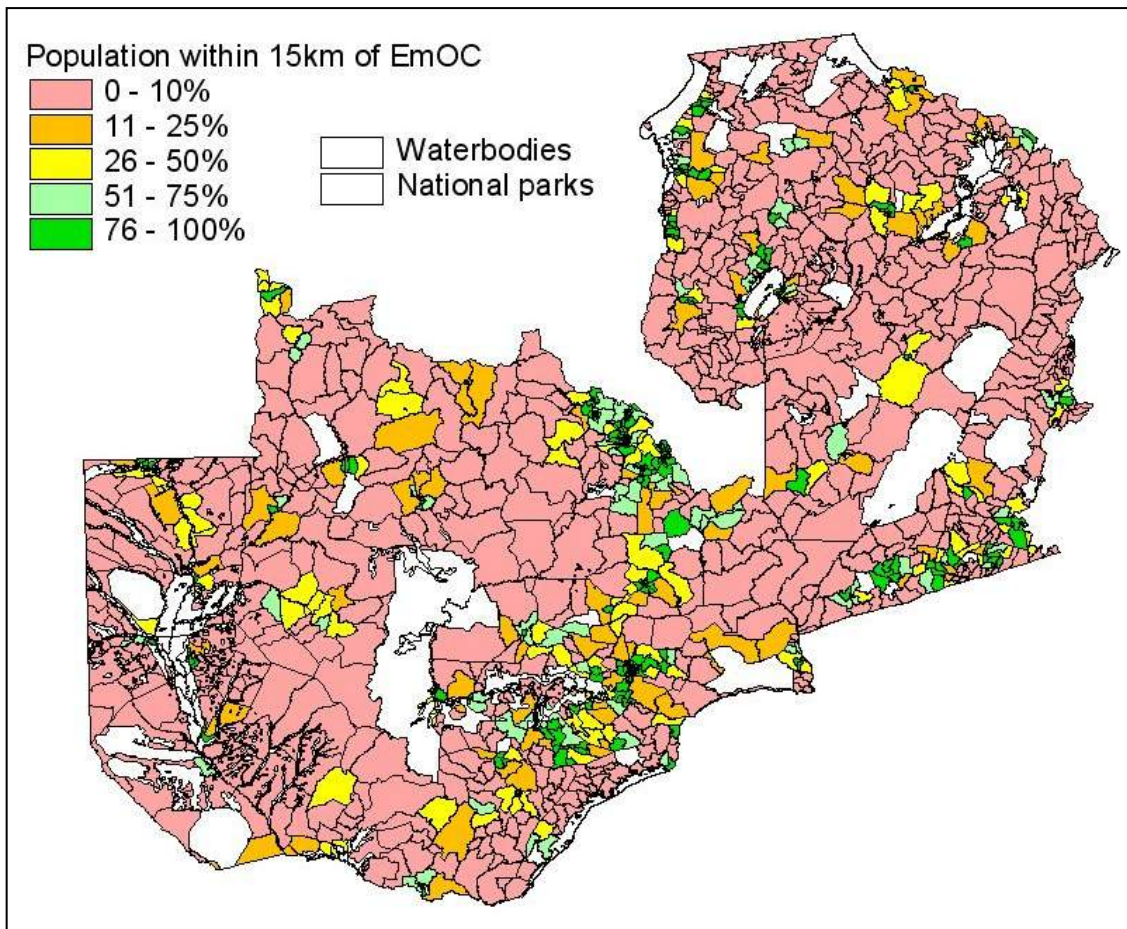 Population within 15km of EmOC
0 - 10%
11 - 25%
26 - 50%
51 - 75%
76 - 100%
Waterbodies
National parks